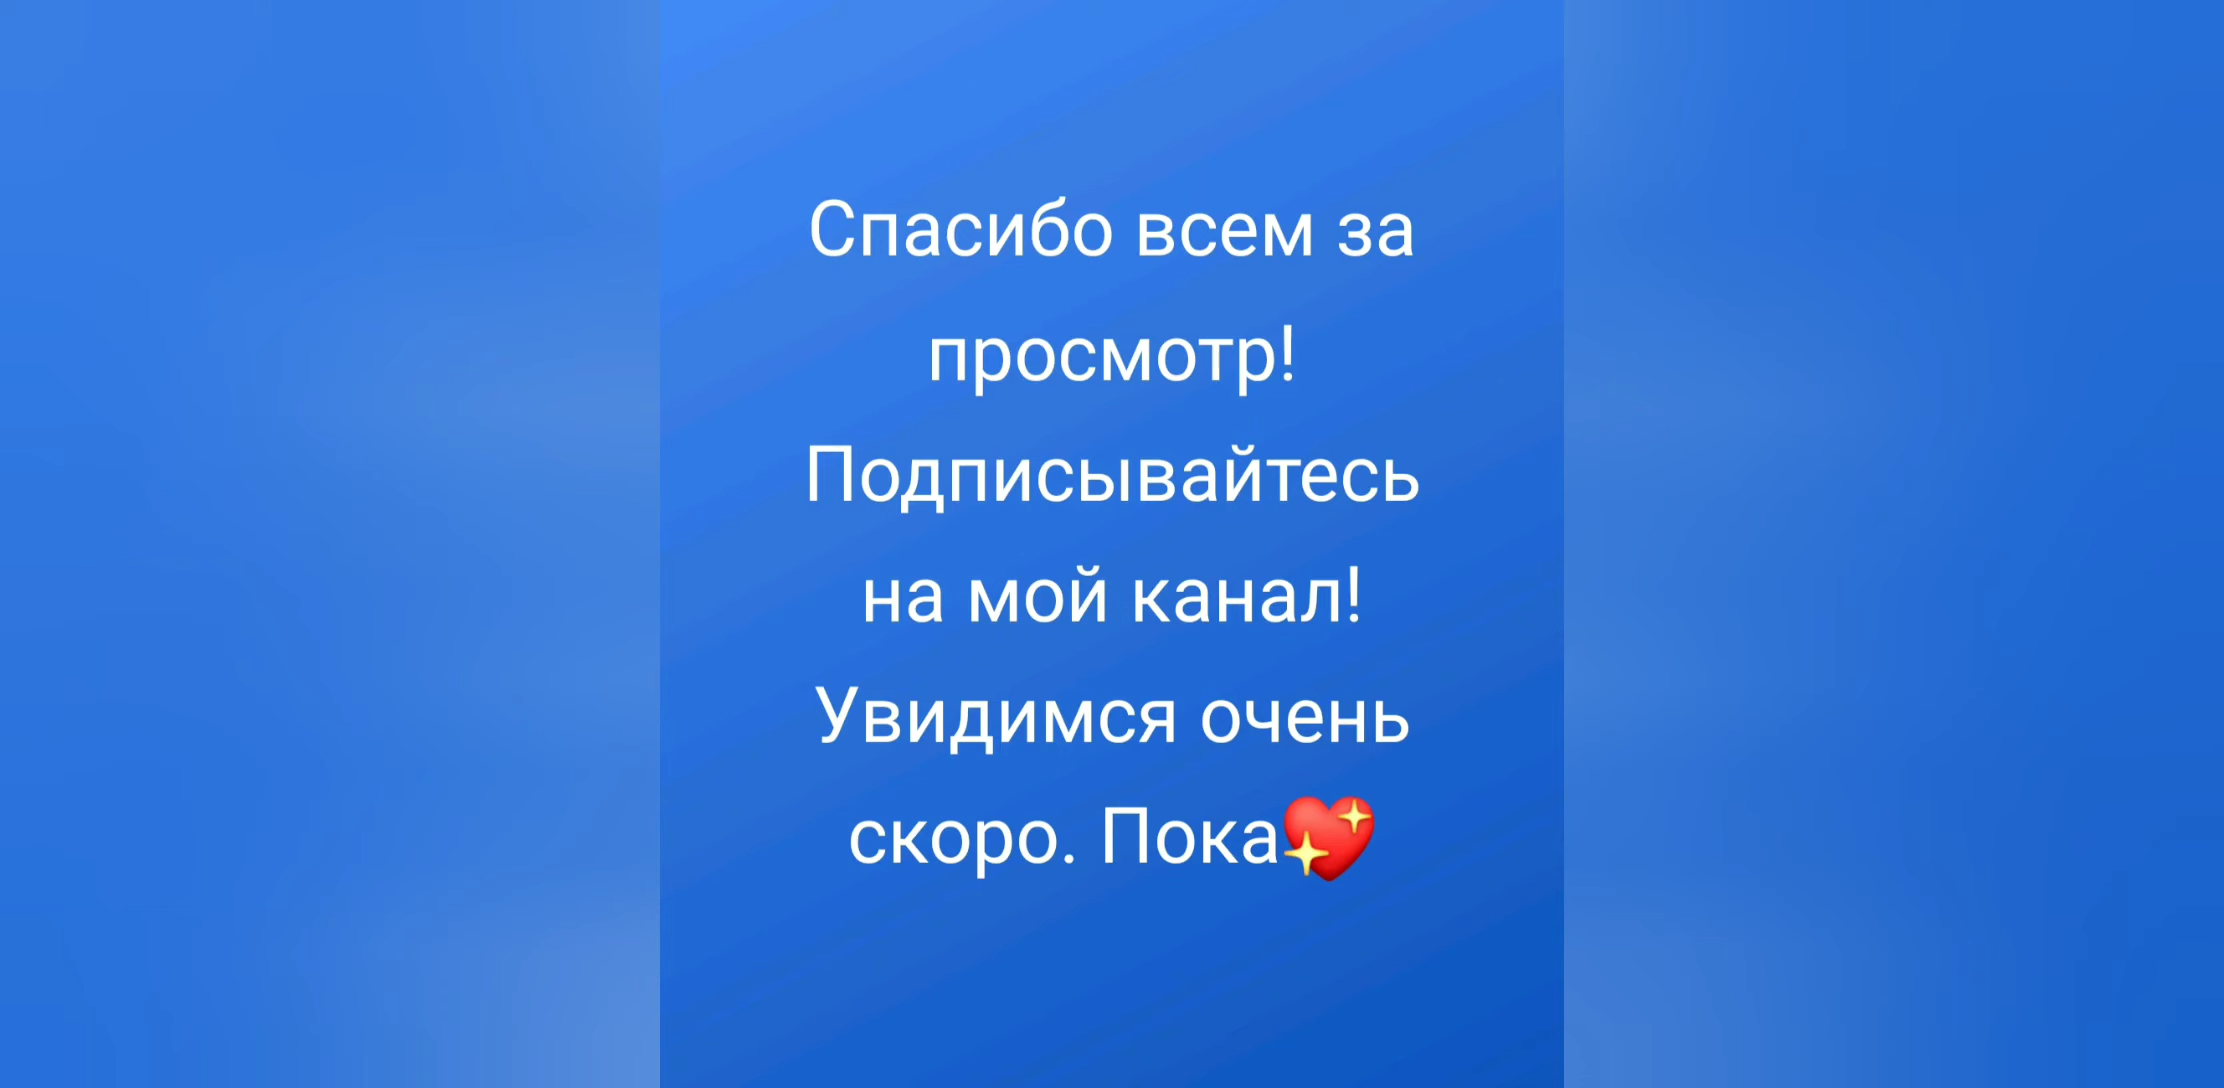 Спасибо всем за
просмотр!
Подписывайтесь
на мой канал!
Увидимся очень
скоро. Пока💖